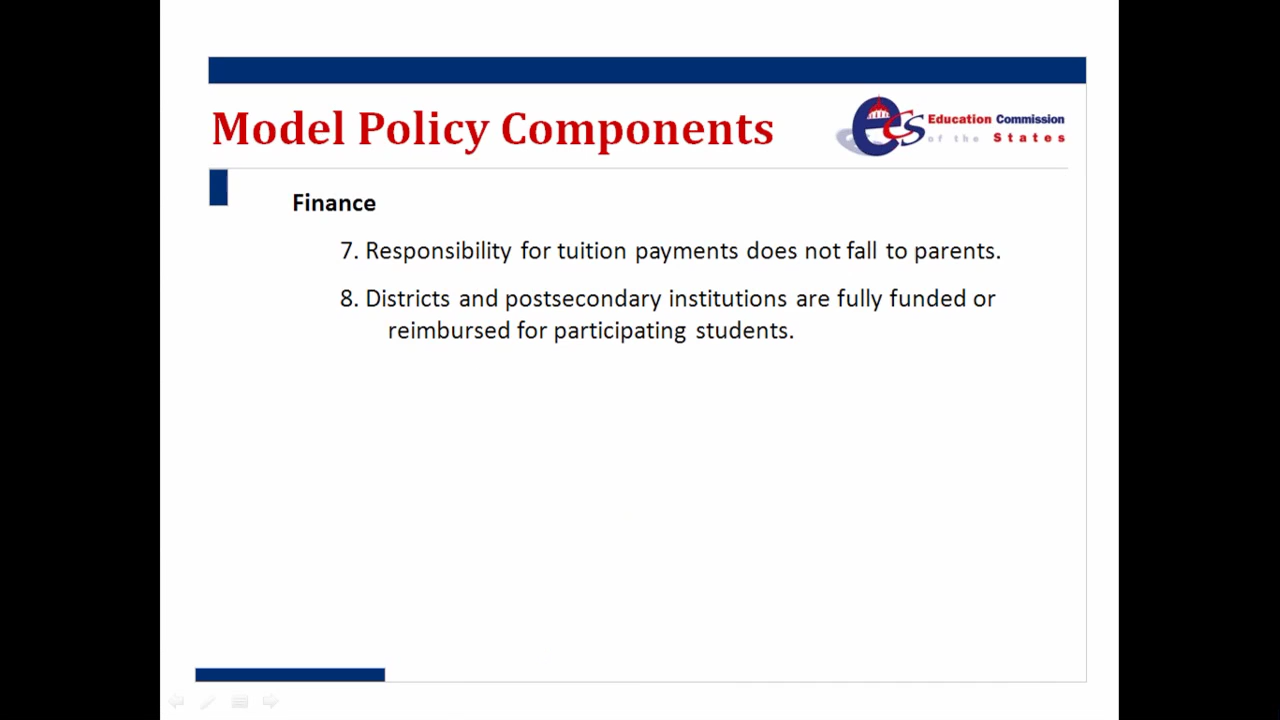 Model Policy Components
ecs
Education Commission
of the States
Finance
7. Responsibility for tuition payments does not fall to parents.
8. Districts and postsecondary institutions are fully funded or
reimbursed for participating students.